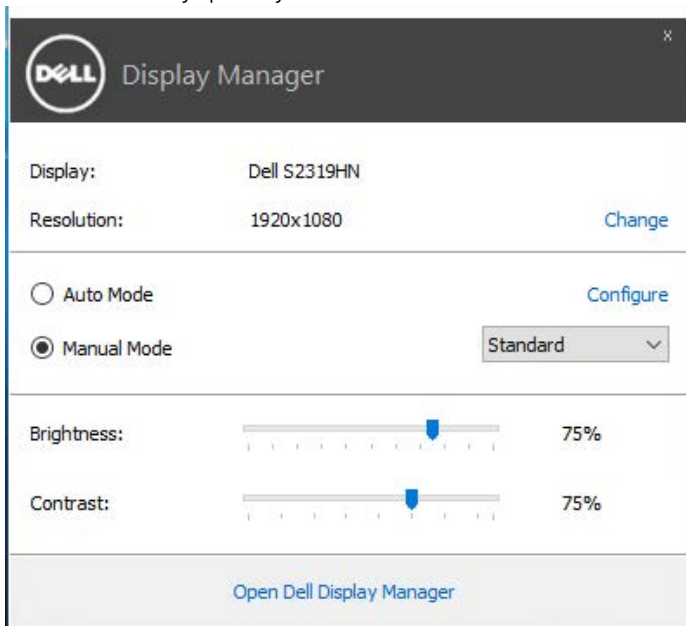 DELL Display Manager x
Display: Dell S2319HN
Resolution: 1920x1080 Change
Auto Mode Configure
Manual Mode Standard
Brightness: 75%
Contrast: 75%
Open Dell Display Manager